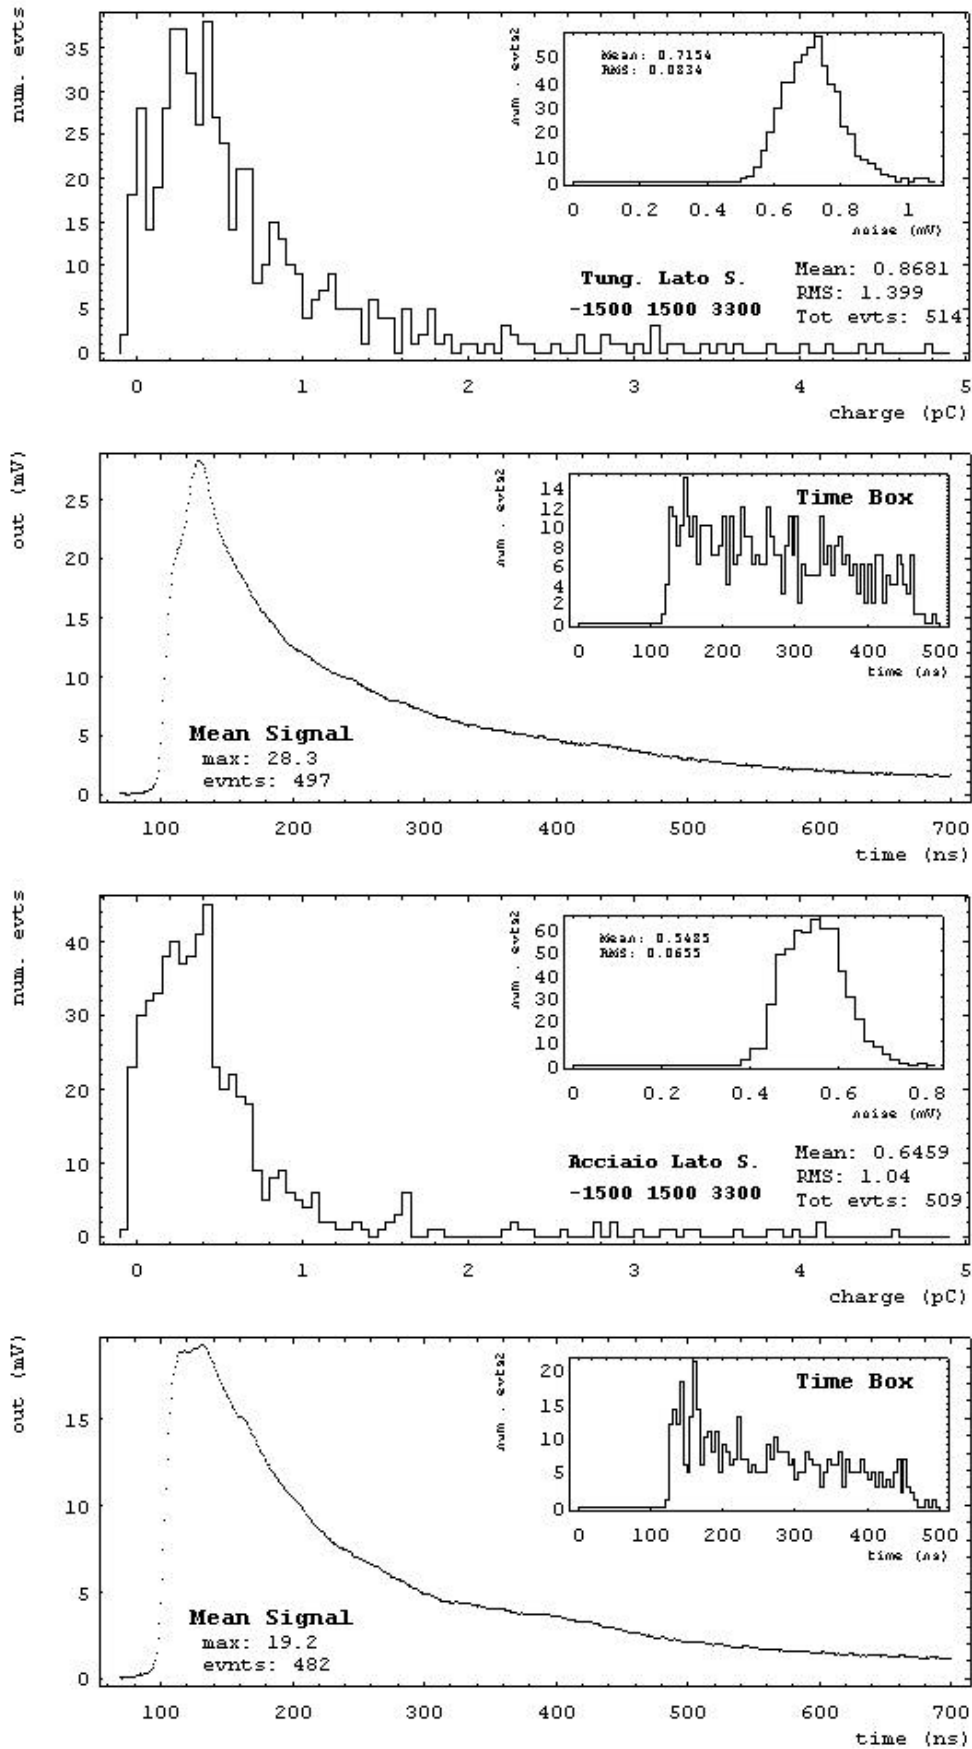 num. evts
35
30
25
20
15
10
5
0
0 1 2 3 4 5
charge (pC)
num. evts2
50
40
30
20
10
0
Mean: 0.7154
RMS: 0.0834
0 0.2 0.4 0.6 0.8 1
noise (mV)
Tung. Lato S.
-1500 1500 3300
Mean: 0.8681
RMS: 1.399
Tot evts: 514
out (mV)
25
20
15
10
5
0
100 200 300 400 500 600 700
time (ns)
Mean Signal
max: 28.3
evnts: 497
num. evts2
14
12
10
8
6
4
2
0
Time Box
0 100 200 300 400 500
time (ns)
num. evts
40
30
20
10
0
0 1 2 3 4 5
charge (pC)
num. evts2
60
50
40
30
20
10
0
Mean: 0.5485
RMS: 0.0655
0 0.2 0.4 0.6 0.8
noise (mV)
Acciaio Lato S.
-1500 1500 3300
Mean: 0.6459
RMS: 1.04
Tot evts: 509
out (mV)
15
10
5
0
100 200 300 400 500 600 700
time (ns)
Mean Signal
max: 19.2
evnts: 482
num. evts2
20
15
10
5
0
Time Box
0 100 200 300 400 500
time (ns)